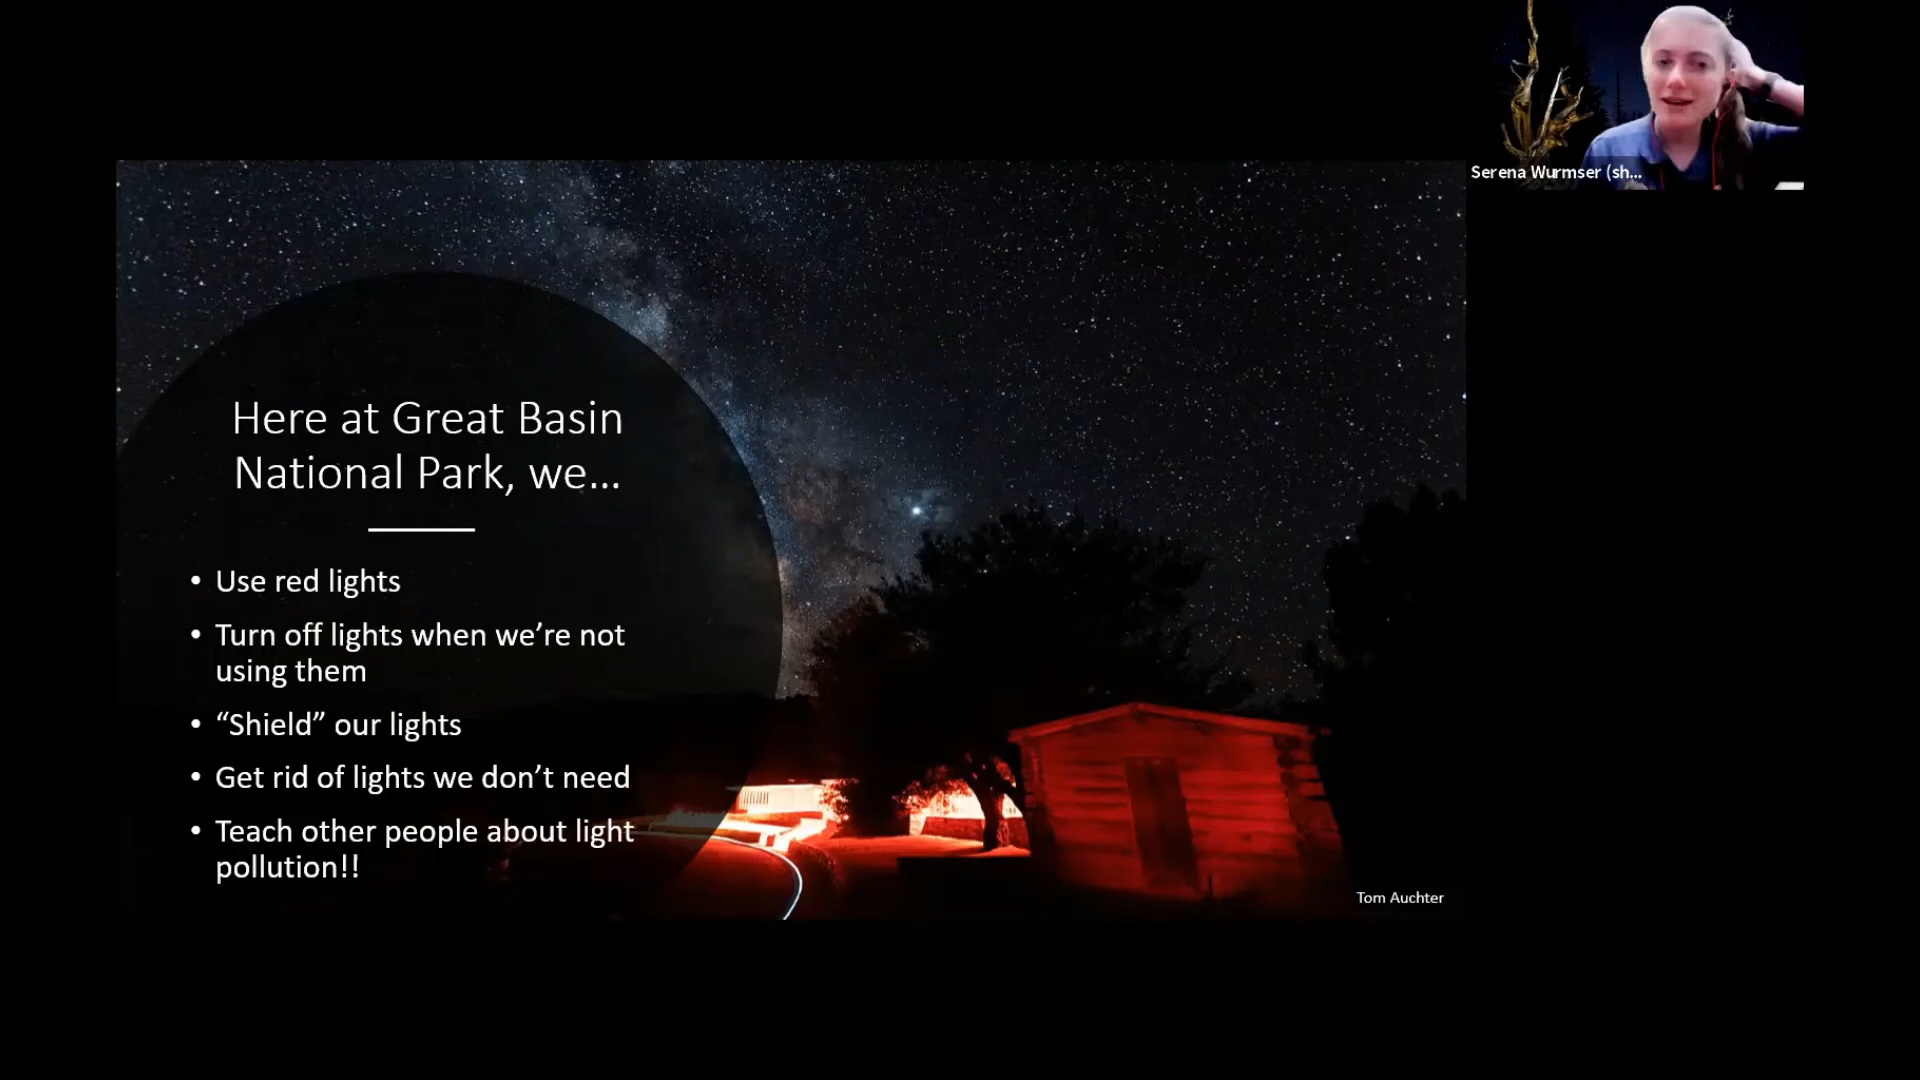 Serena Wurmser (sh...
Here at Great Basin
National Park, we...
• Use red lights
• Turn off lights when we’re not
using them
• “Shield” our lights
• Get rid of lights we don’t need
• Teach other people about light
pollution!!
Tom Auchter